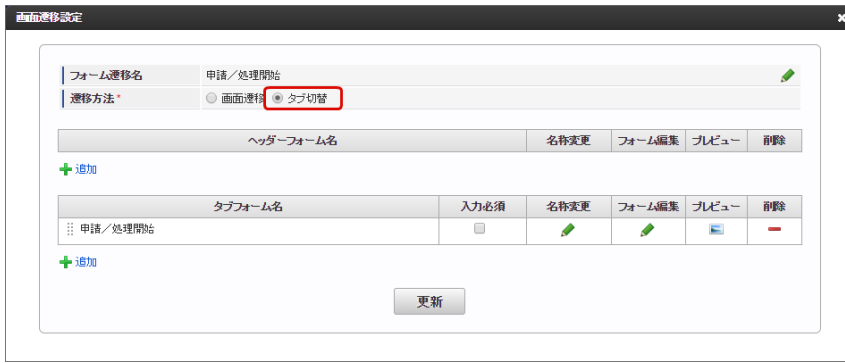 画面遷移設定
フォーム遷移名 申請／処理開始
遷移方法* 画面遷移 タブ切替
ヘッダーフォーム名 名称変更 フォーム編集 プレビュー 削除
追加
タブフォーム名 入力必須 名称変更 フォーム編集 プレビュー 削除
申請／処理開始
追加
更新